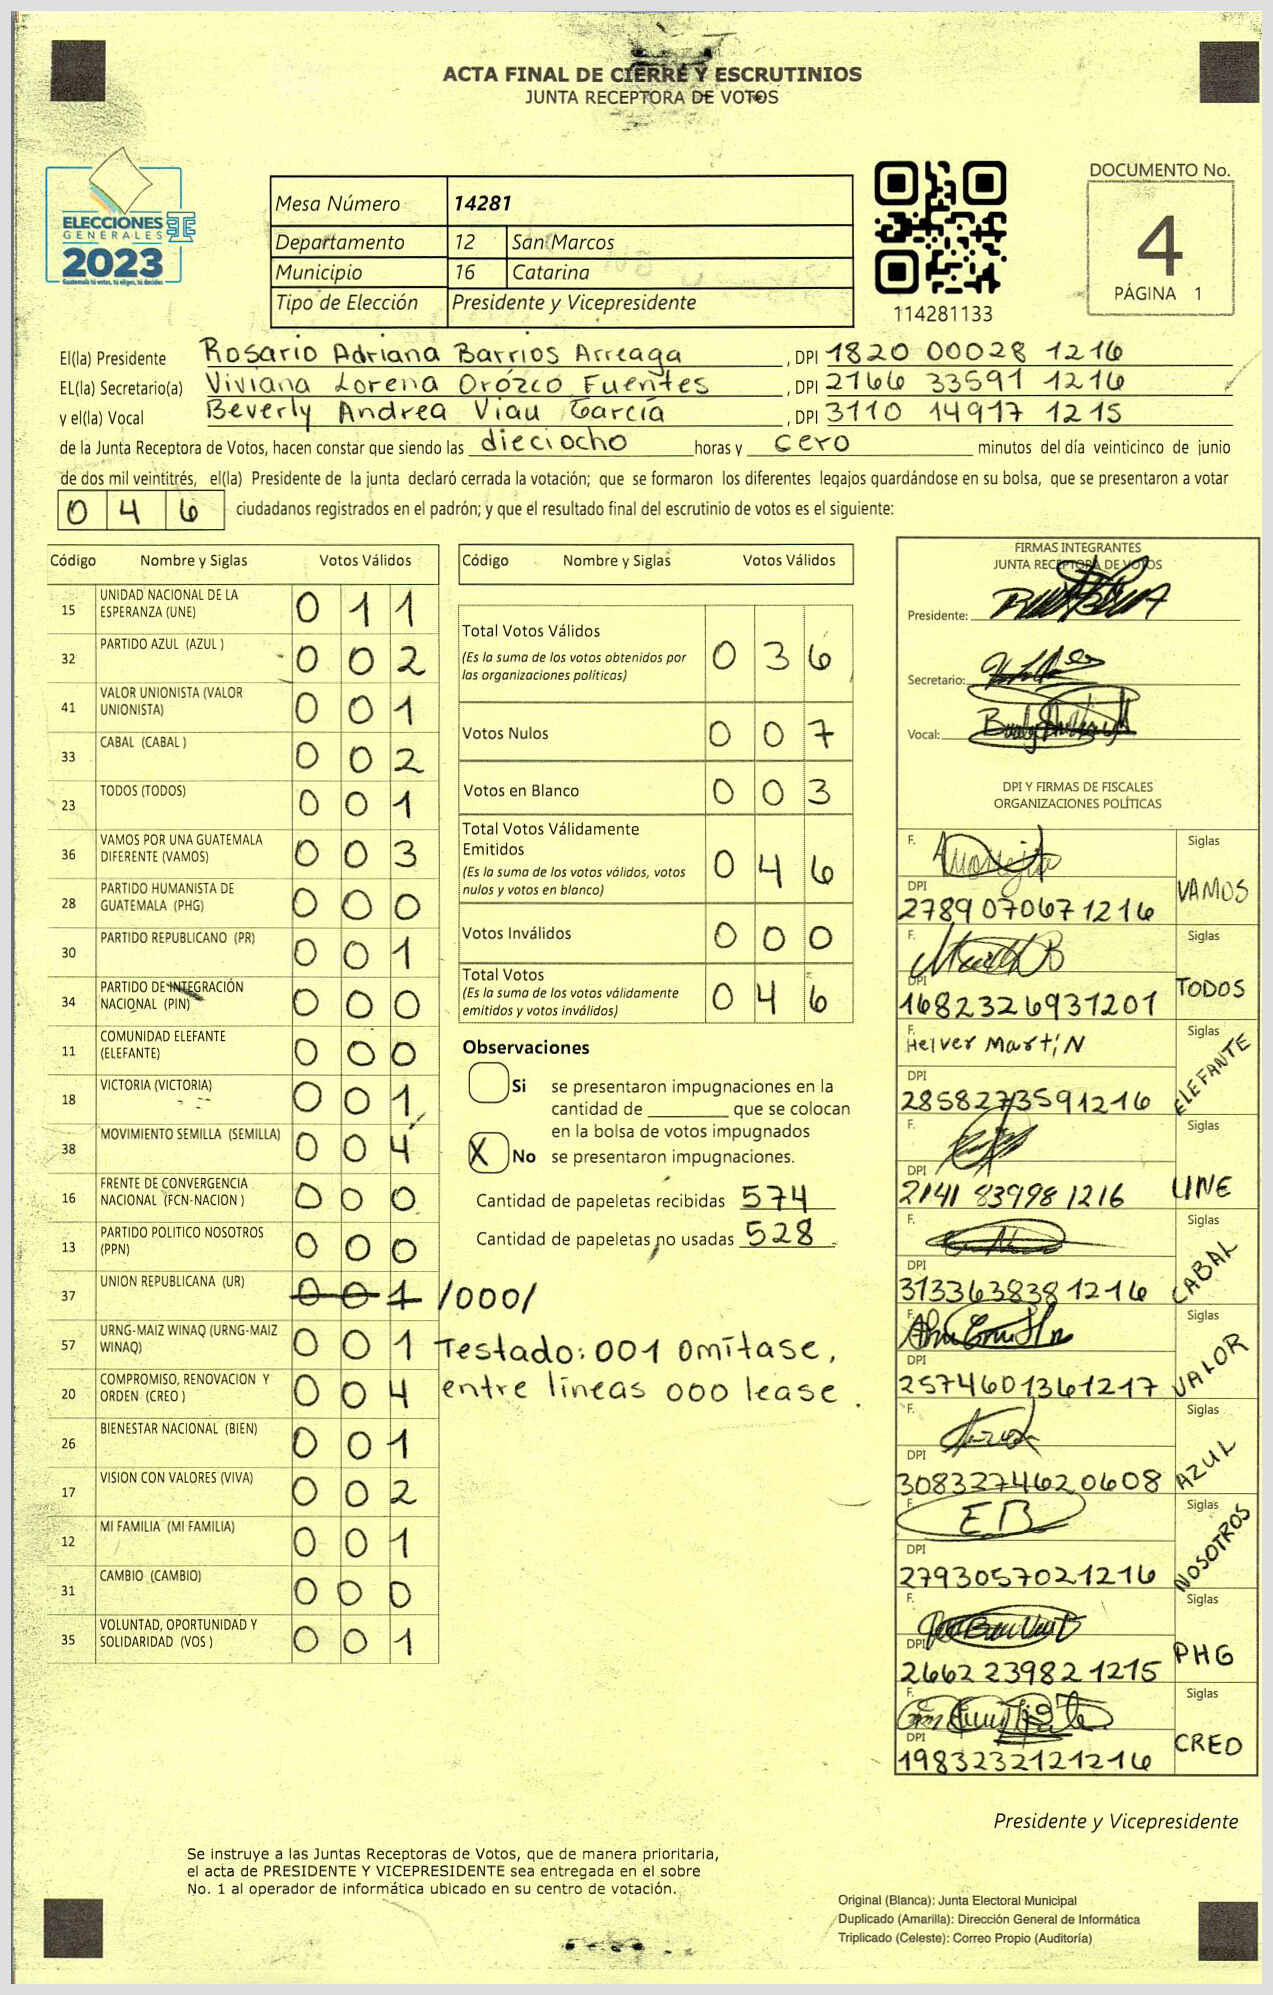 ACTA FINAL DE CIERRE Y ESCRUTINIOS
JUNTA RECEPTORA DE VOTOS
ELECCIONES
GENERALES
2023
Guatemala tú votas, tú eliges, tú decides
Mesa Número 14281
Departamento 12 San Marcos
Municipio 16 Catarina
Tipo de Elección Presidente y Vicepresidente
114281133
DOCUMENTO No.
4
PÁGINA 1
El(la) Presidente Rosario Adriana Barrios Arreaga , DPI 1820 00028 1216
EL(la) Secretario(a) Viviana Lorena Orózco Fuentes , DPI 2166 33591 1216
y el(la) Vocal Beverly Andrea Viau García , DPI 3110 14917 1215
de la Junta Receptora de Votos, hacen constar que siendo las dieciocho horas y cero minutos del día veinticinco de junio
de dos mil veintitrés, el(la) Presidente de la junta declaró cerrada la votación; que se formaron los diferentes legajos guardándose en su bolsa, que se presentaron a votar
0 4 6 ciudadanos registrados en el padrón; y que el resultado final del escrutinio de votos es el siguiente:
Código Nombre y Siglas Votos Válidos
15 UNIDAD NACIONAL DE LA ESPERANZA (UNE) 0 1 1
32 PARTIDO AZUL (AZUL ) 0 0 2
41 VALOR UNIONISTA (VALOR UNIONISTA) 0 0 1
33 CABAL (CABAL ) 0 0 2
23 TODOS (TODOS) 0 0 1
36 VAMOS POR UNA GUATEMALA DIFERENTE (VAMOS) 0 0 3
28 PARTIDO HUMANISTA DE GUATEMALA (PHG) 0 0 0
30 PARTIDO REPUBLICANO (PR) 0 0 1
34 PARTIDO DE INTEGRACIÓN NACIONAL (PIN) 0 0 0
11 COMUNIDAD ELEFANTE (ELEFANTE) 0 0 0
18 VICTORIA (VICTORIA) 0 0 1
38 MOVIMIENTO SEMILLA (SEMILLA) 0 0 4
16 FRENTE DE CONVERGENCIA NACIONAL (FCN-NACION ) 0 0 0
13 PARTIDO POLITICO NOSOTROS (PPN) 0 0 0
37 UNION REPUBLICANA (UR) 0 0 1 /000/
57 URNG-MAIZ WINAQ (URNG-MAIZ WINAQ) 0 0 1
20 COMPROMISO, RENOVACION Y ORDEN (CREO ) 0 0 4
26 BIENESTAR NACIONAL (BIEN) 0 0 1
17 VISION CON VALORES (VIVA) 0 0 2
12 MI FAMILIA (MI FAMILIA) 0 0 1
31 CAMBIO (CAMBIO) 0 0 0
35 VOLUNTAD, OPORTUNIDAD Y SOLIDARIDAD (VOS ) 0 0 1
Código Nombre y Siglas Votos Válidos
Total Votos Válidos 0 3 6
(Es la suma de los votos obtenidos por
las organizaciones políticas)
Votos Nulos 0 0 7
Votos en Blanco 0 0 3
Total Votos Válidamente
Emitidos 0 4 6
(Es la suma de los votos válidos, votos
nulos y votos en blanco)
Votos Inválidos 0 0 0
Total Votos 0 4 6
(Es la suma de los votos válidamente
emitidos y votos inválidos)
Observaciones
Si se presentaron impugnaciones en la
cantidad de ________ que se colocan
en la bolsa de votos impugnados
X No se presentaron impugnaciones.
Cantidad de papeletas recibidas 574
Cantidad de papeletas no usadas 528
Testado: 001 omítase,
entre líneas 000 lease.
FIRMAS INTEGRANTES
JUNTA RECEPTORA DE VOTOS
Presidente:
Secretario:
Vocal:
DPI Y FIRMAS DE FISCALES
ORGANIZACIONES POLÍTICAS
F. Siglas
DPI VAMOS
2789070671216
F. Siglas
DPI TODOS
1682326931201
F. Helver Martín Siglas
DPI ELEFANTE
2858273591216
F. Siglas
DPI UNE
2141 83998 1216
F. Siglas
DPI CABAL
3133638381216
F. Siglas
DPI VALOR
2574601361217
F. Siglas
DPI AZUL
3083274620608
F. EB Siglas
DPI NOSOTROS
2793057021216
F. Siglas
DPI PHG
2662239821215
F. Siglas
DPI CREO
1983232121216
Presidente y Vicepresidente
Se instruye a las Juntas Receptoras de Votos, que de manera prioritaria,
el acta de PRESIDENTE Y VICEPRESIDENTE sea entregada en el sobre
No. 1 al operador de informática ubicado en su centro de votación.
Original (Blanca): Junta Electoral Municipal
Duplicado (Amarilla): Dirección General de Informática
Triplicado (Celeste): Correo Propio (Auditoría)